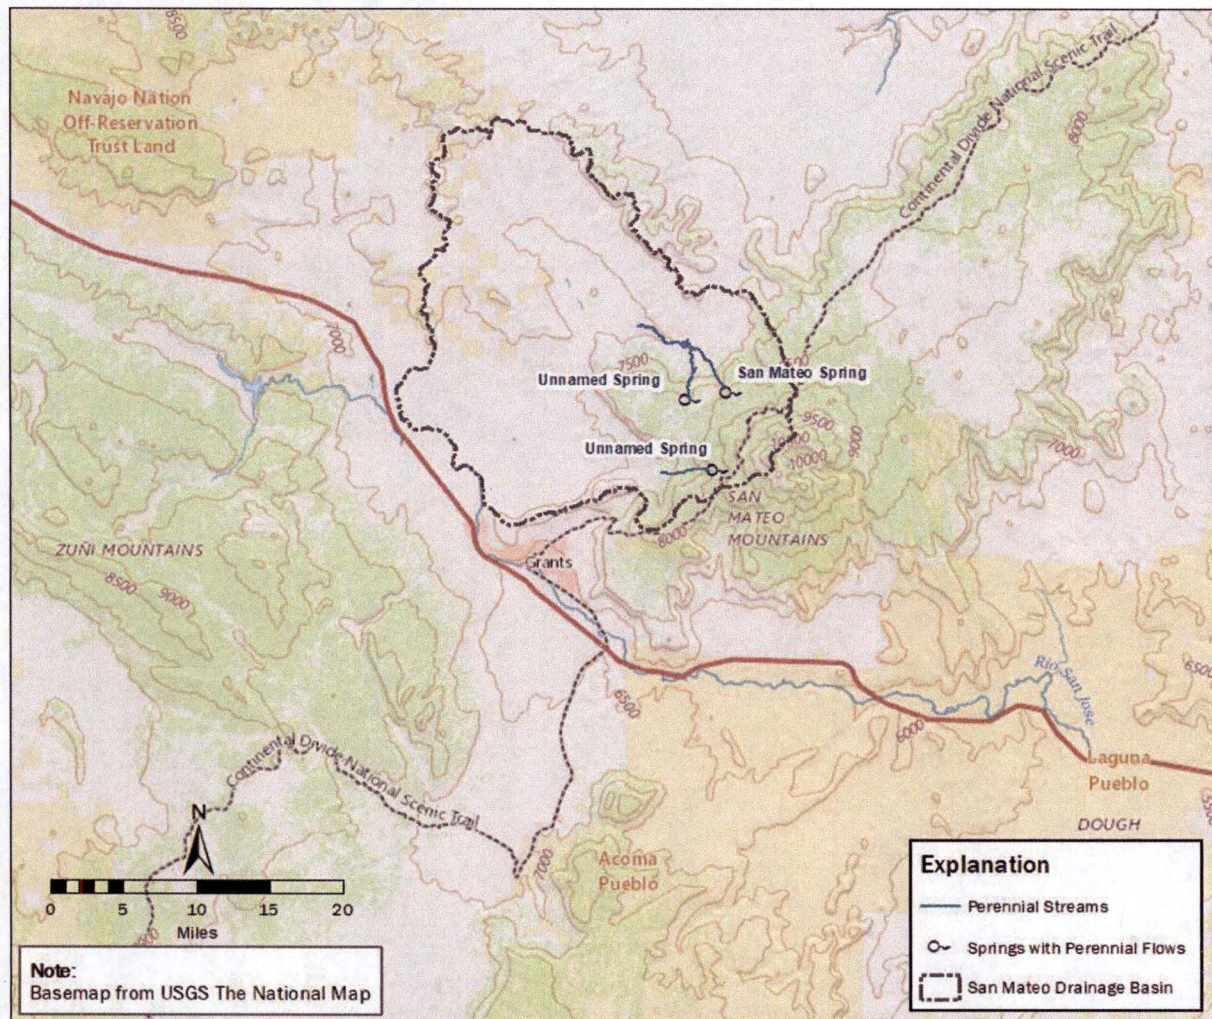 8500
Navajo Nation
Off-Reservation
Trust Land
Continental Divide National Scenic Trail
8000
7000
7500
Unnamed Spring
San Mateo Spring
9500
9000
10000
7000
Unnamed Spring
SAN
MATEO
MOUNTAINS
8000
ZUÑI MOUNTAINS
8500
9000
Grants
Rio San Jose
6500
6500
6000
Continental Divide National Scenic Trail
Laguna
Pueblo
5500
DOUGH
Acoma
Pueblo
7000
N
0 5 10 15 20
Miles
Note:
Basemap from USGS The National Map
Explanation
Perennial Streams
Springs with Perennial Flows
San Mateo Drainage Basin